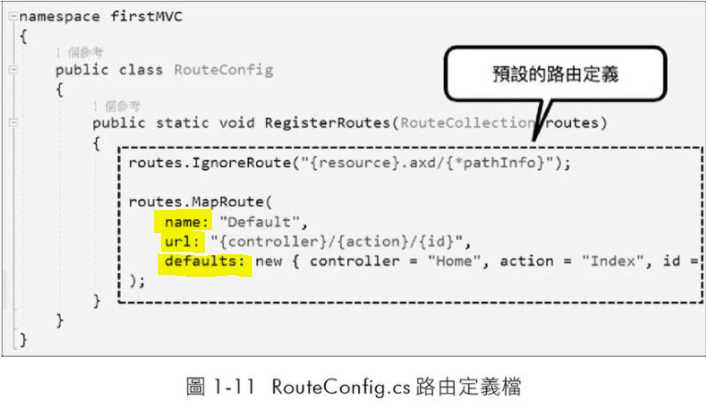 namespace firstMVC
{
1 個參考
public class RouteConfig
{
預設的路由定義
1 個參考
public static void RegisterRoutes(RouteCollection routes)
{
routes.IgnoreRoute("{resource}.axd/{*pathInfo}");
routes.MapRoute(
name: "Default",
url: "{controller}/{action}/{id}",
defaults: new { controller = "Home", action = "Index", id =
);
}
}
}
圖 1-11 RouteConfig.cs 路由定義檔